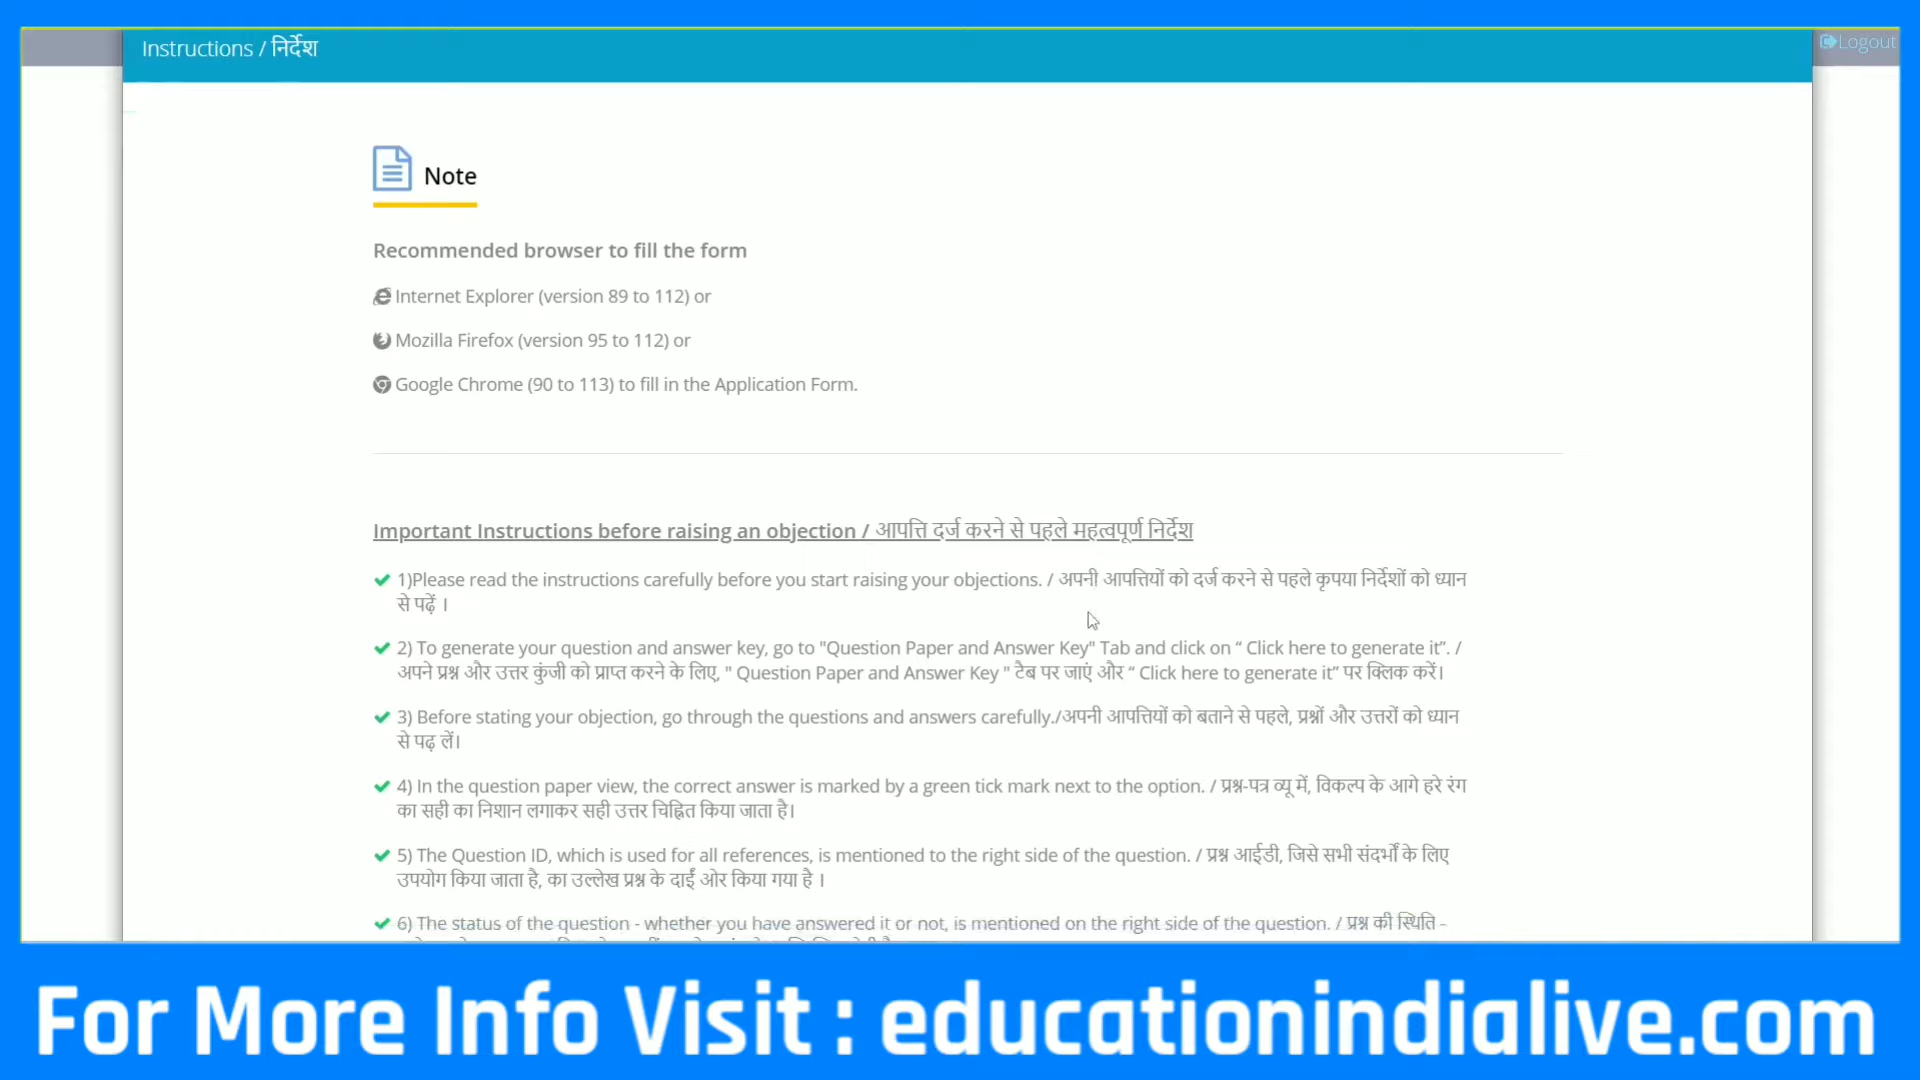 Instructions / निर्देश
Logout
Note
Recommended browser to fill the form
Internet Explorer (version 89 to 112) or
Mozilla Firefox (version 95 to 112) or
Google Chrome (90 to 113) to fill in the Application Form.
Important Instructions before raising an objection / आपत्ति दर्ज करने से पहले महत्वपूर्ण निर्देश
1)Please read the instructions carefully before you start raising your objections. / अपनी आपत्तियों को दर्ज करने से पहले कृपया निर्देशों को ध्यान
से पढ़ें ।
2) To generate your question and answer key, go to "Question Paper and Answer Key" Tab and click on “ Click here to generate it”. /
अपने प्रश्न और उत्तर कुंजी को प्राप्त करने के लिए, " Question Paper and Answer Key " टैब पर जाएं और “ Click here to generate it” पर क्लिक करें।
3) Before stating your objection, go through the questions and answers carefully./अपनी आपत्तियों को बताने से पहले, प्रश्नों और उत्तरों को ध्यान
से पढ़ लें।
4) In the question paper view, the correct answer is marked by a green tick mark next to the option. / प्रश्न-पत्र व्यू में, विकल्प के आगे हरे रंग
का सही का निशान लगाकर सही उत्तर चिह्नित किया जाता है।
5) The Question ID, which is used for all references, is mentioned to the right side of the question. / प्रश्न आईडी, जिसे सभी संदर्भों के लिए
उपयोग किया जाता है, का उल्लेख प्रश्न के दाईं ओर किया गया है ।
6) The status of the question - whether you have answered it or not, is mentioned on the right side of the question. / प्रश्न की स्थिति -
For More Info Visit : educationindialive.com